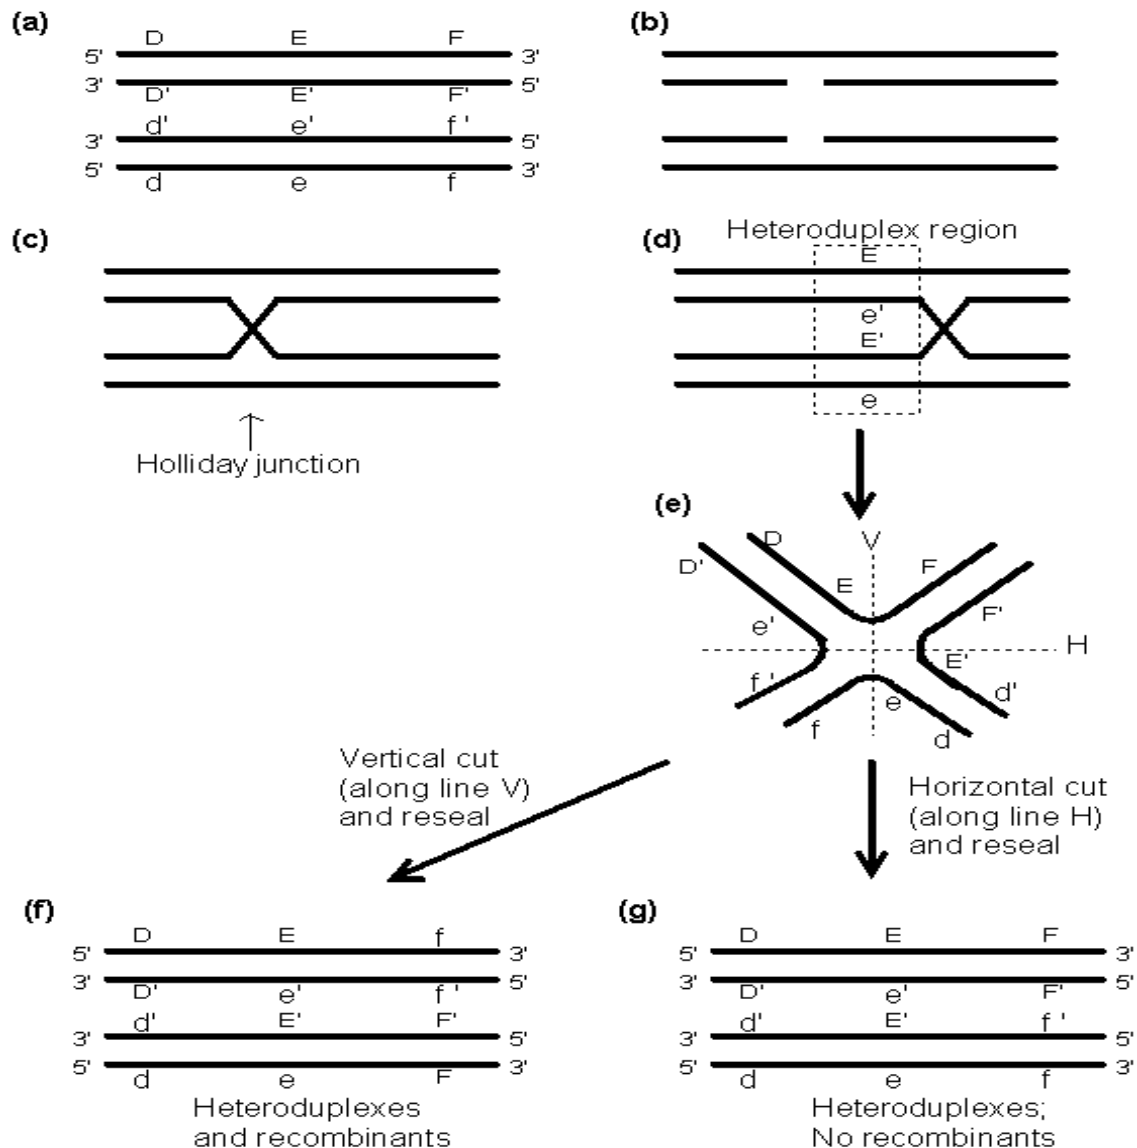 (a)
D E F
5' 3'
3' 5'
D' E' F'
d' e' f '
3' 5'
5' 3'
d e f
(b)
(c)
Holliday junction
(d)
Heteroduplex region
E
e'
E'
e
(e)
V
D F
D' E
F'
e'
H
E'
f ' d'
e
f d
Vertical cut
(along line V)
and reseal
Horizontal cut
(along line H)
and reseal
(f)
D E f
5' 3'
3' 5'
D' e' f '
d' E' F'
3' 5'
5' 3'
d e F
Heteroduplexes
and recombinants
(g)
D E F
5' 3'
3' 5'
D' e' F'
d' E' f '
3' 5'
5' 3'
d e f
Heteroduplexes;
No recombinants